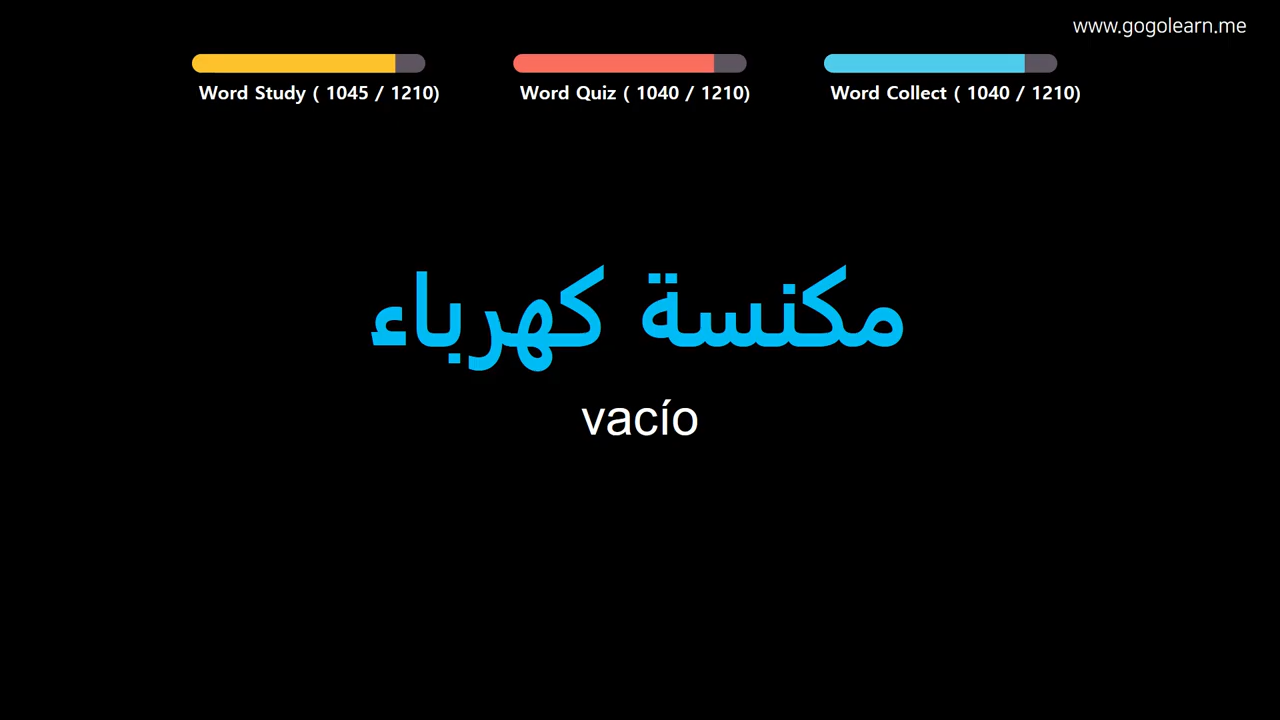 www.gogolearn.me
Word Study ( 1045 / 1210)
Word Quiz ( 1040 / 1210)
Word Collect ( 1040 / 1210)
مكنسة كهرباء
vacío